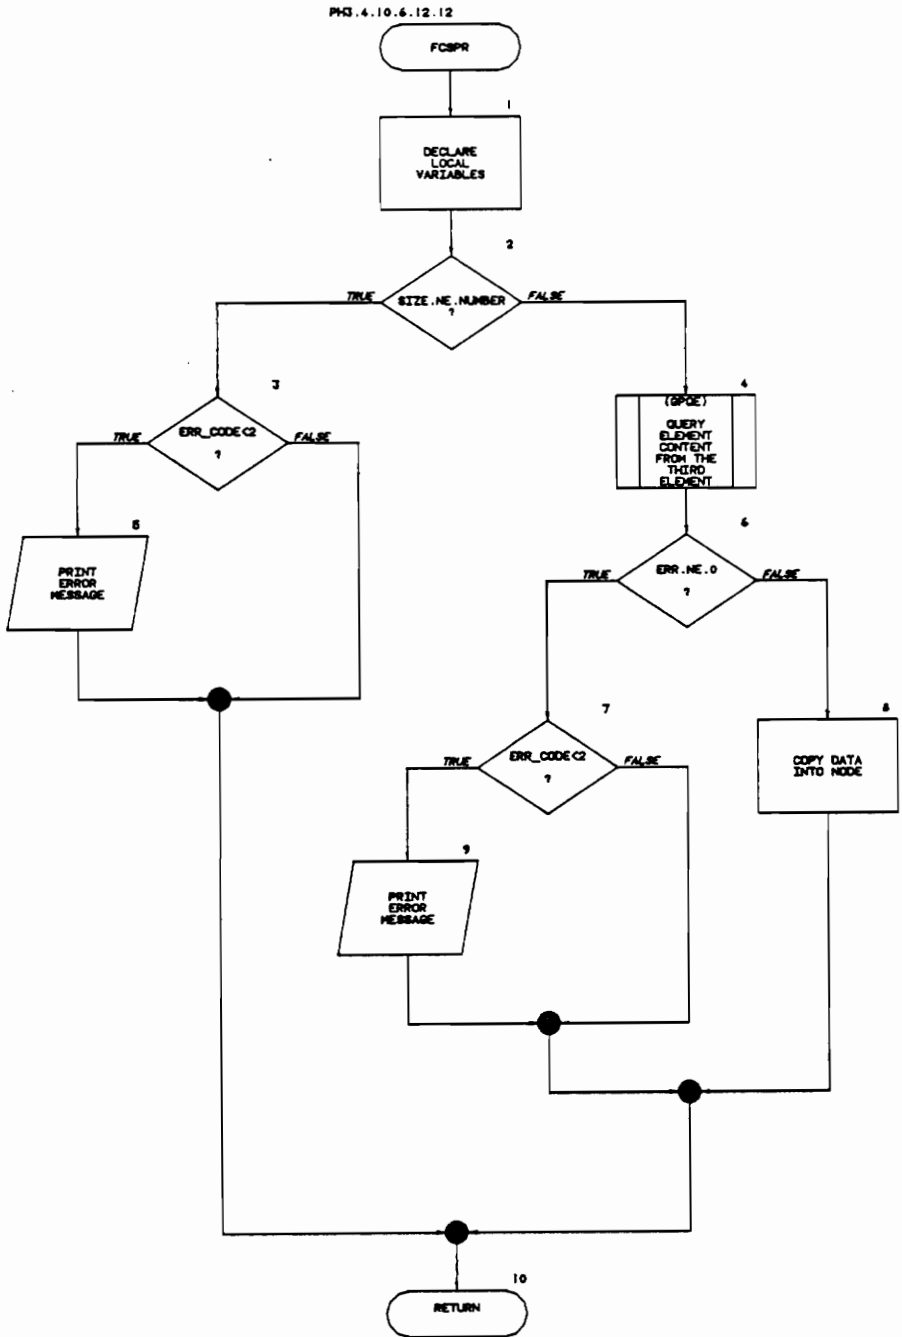 PH3.4.10.6.12.12
FCSPR
1
DECLARE
LOCAL
VARIABLES
2
TRUE
SIZE.NE.NUMBER
?
FALSE
3
TRUE
ERR_CODE<2
?
FALSE
4
(GPQE)
QUERY
ELEMENT
CONTENT
FROM THE
THIRD
ELEMENT
5
PRINT
ERROR
MESSAGE
6
TRUE
ERR.NE.0
?
FALSE
7
TRUE
ERR_CODE<2
?
FALSE
8
COPY DATA
INTO NODE
9
PRINT
ERROR
MESSAGE
10
RETURN